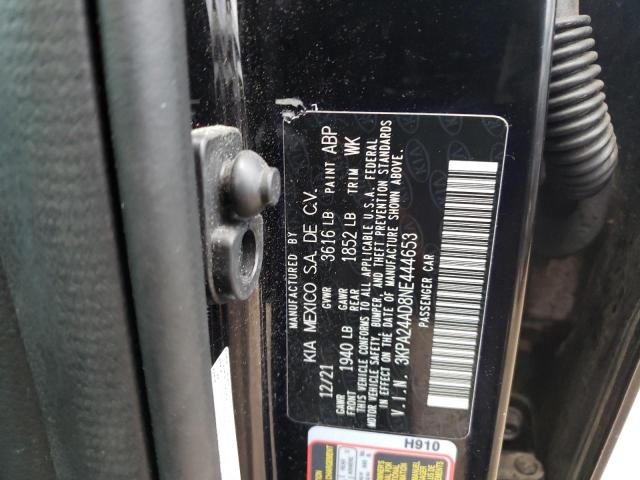 MANUFACTURED BY
KIA MEXICO S.A. DE C.V.
12/21 GVWR 3616 LB PAINT ABP
GAWR FRONT 1940 LB GAWR REAR 1852 LB TRIM WK
THIS VEHICLE CONFORMS TO ALL APPLICABLE U.S.A. FEDERAL
MOTOR VEHICLE SAFETY, BUMPER, AND THEFT PREVENTION STANDARDS
IN EFFECT ON THE DATE OF MANUFACTURE SHOWN ABOVE.
V.I.N. 3KPA24AD8NE444653
PASSENGER CAR
H910